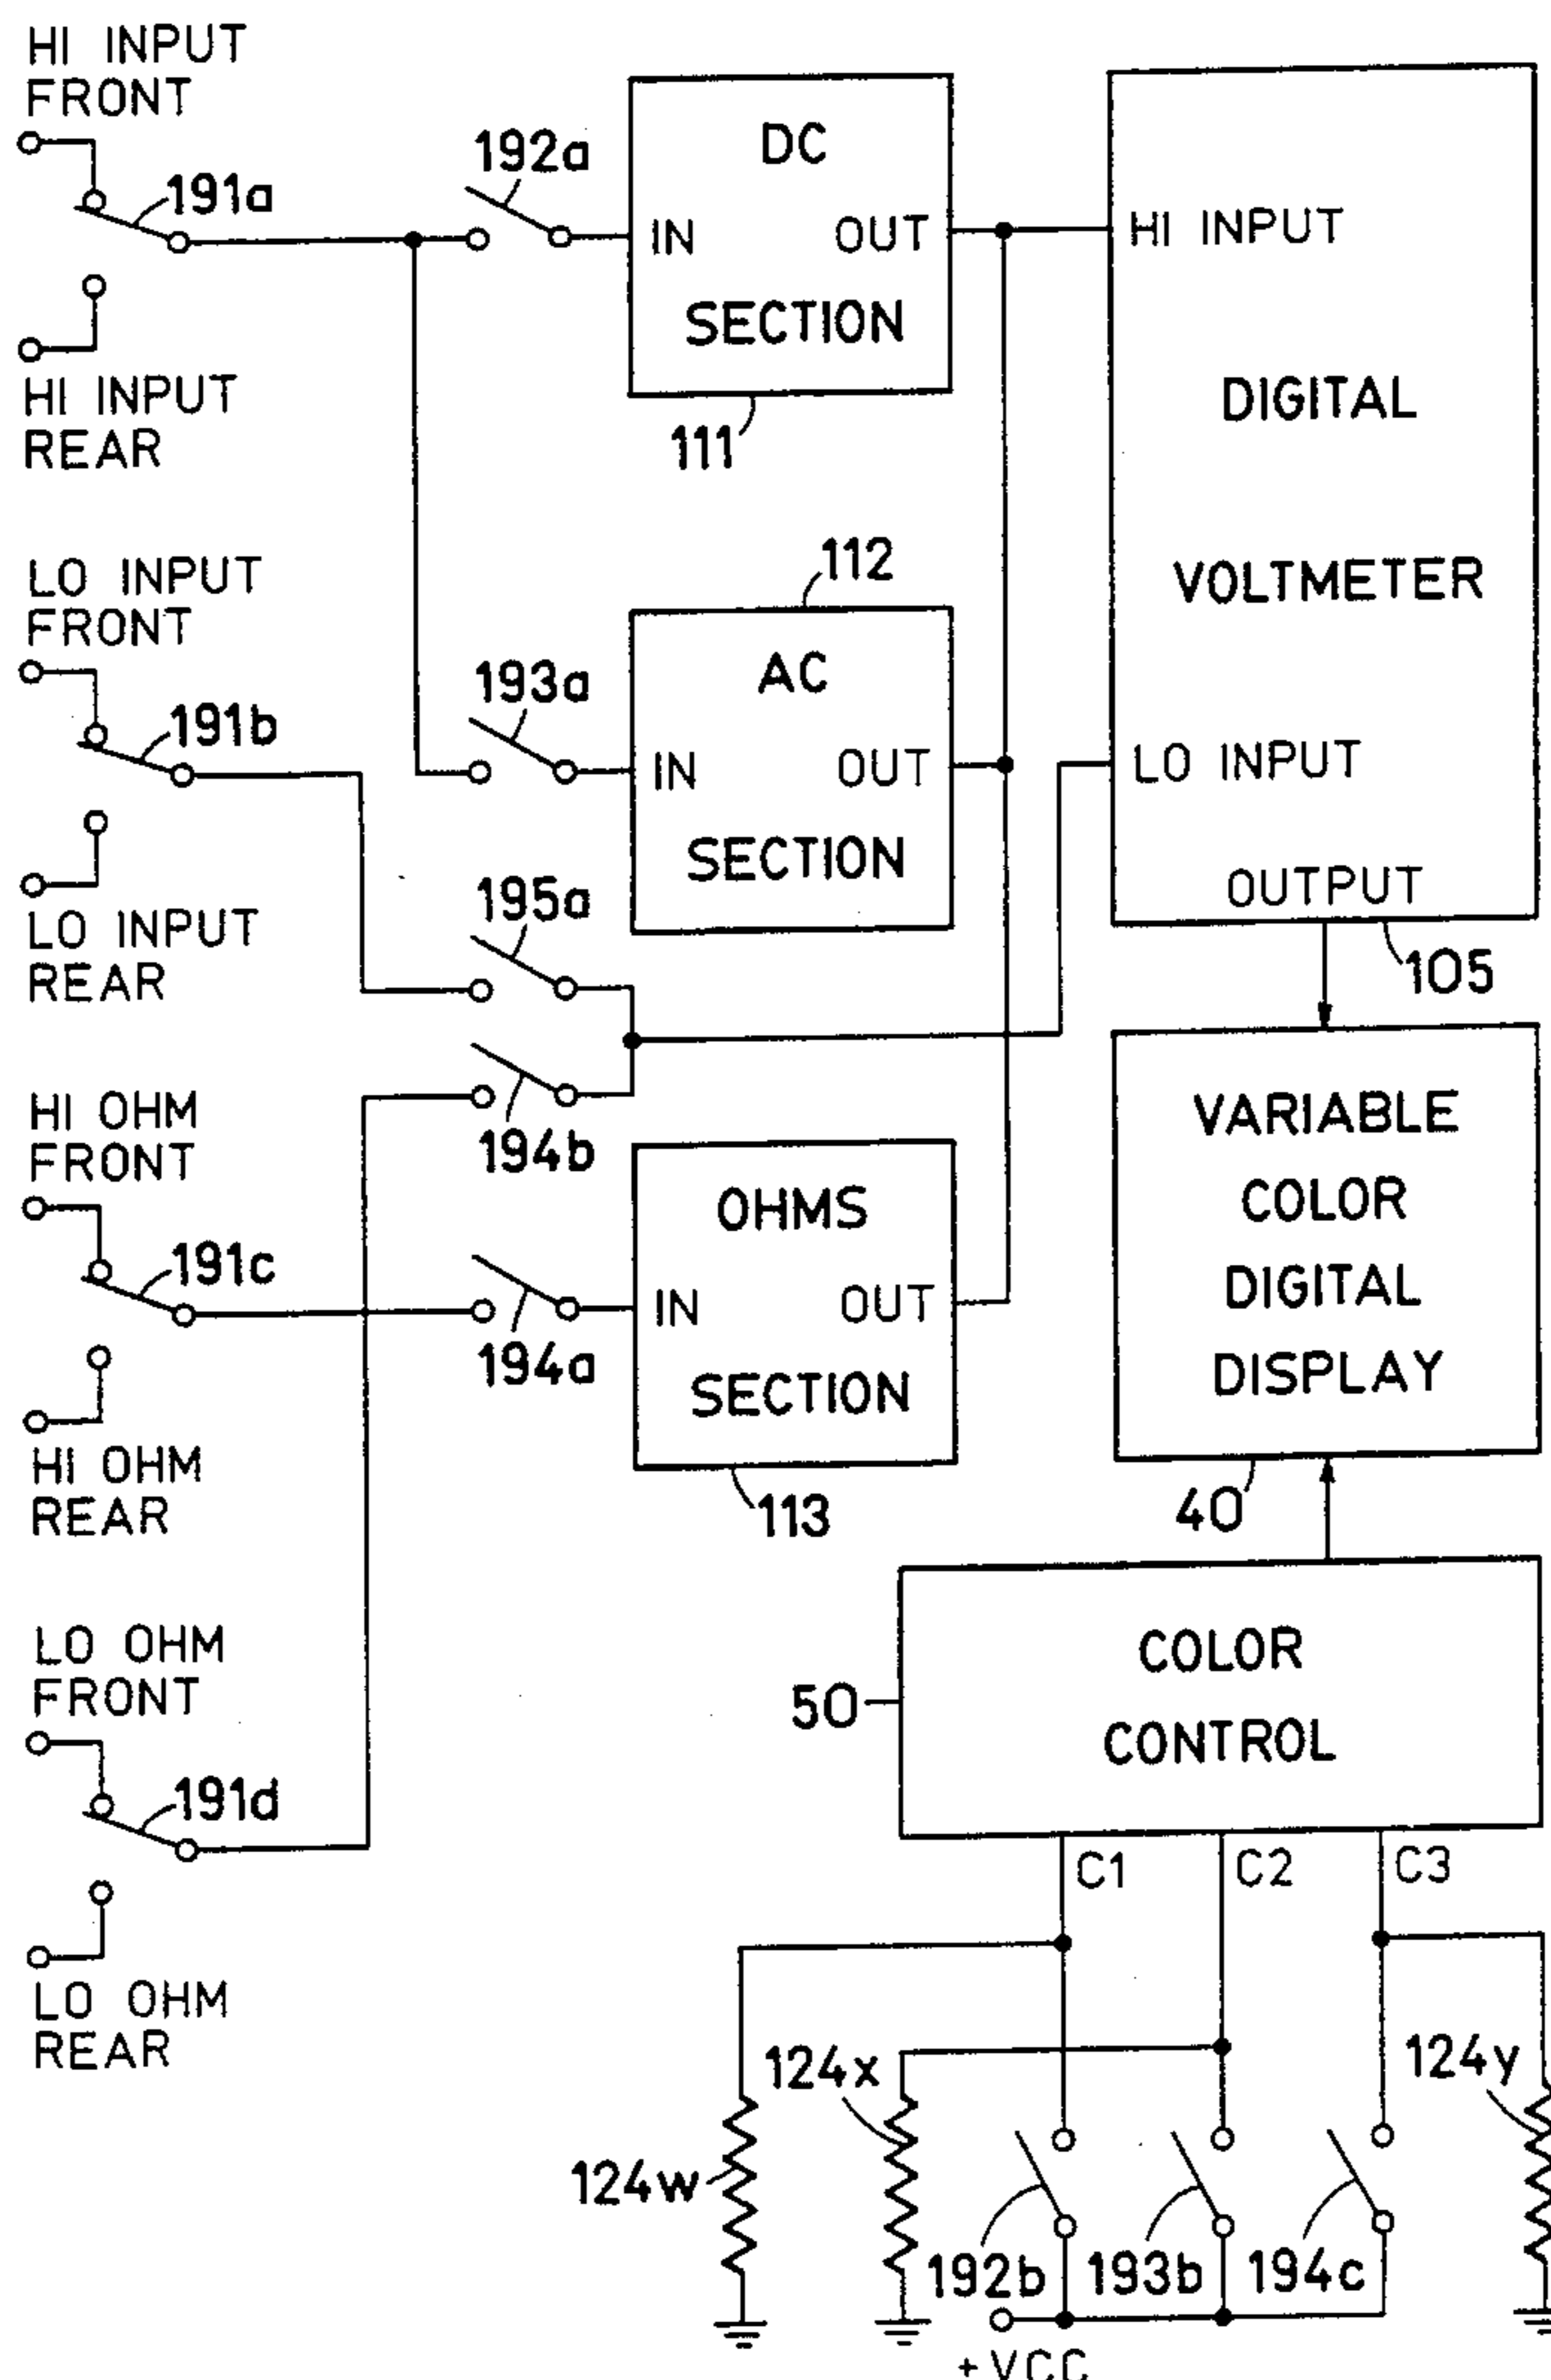 HI INPUT
FRONT
191a
HI INPUT
REAR
192a
DC
IN
OUT
SECTION
111
HI INPUT
DIGITAL
VOLTMETER
LO INPUT
OUTPUT
105
LO INPUT
FRONT
191b
LO INPUT
REAR
193a
112
AC
IN
OUT
SECTION
195a
194b
HI OHM
FRONT
191c
HI OHM
REAR
194a
OHMS
IN
OUT
SECTION
113
VARIABLE
COLOR
DIGITAL
DISPLAY
40
LO OHM
FRONT
191d
LO OHM
REAR
50
COLOR
CONTROL
C1
C2
C3
124w
124x
124y
192b
193b
194c
+VCC